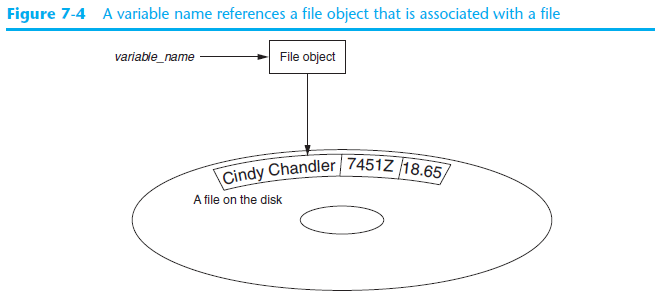 Figure 7-4 A variable name references a file object that is associated with a file
variable_name
File object
Cindy Chandler 7451Z 18.65
A file on the disk